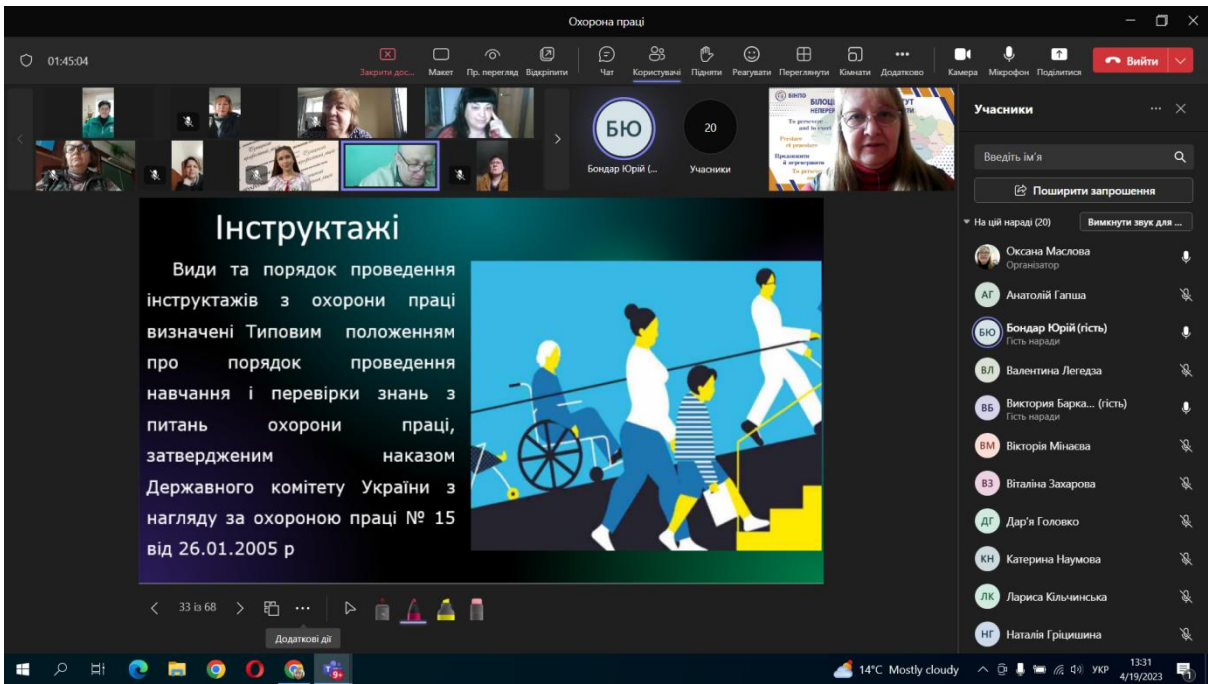 Охорона праці
01:45:04
Закрити дос...
Макет
Пр. перегляд
Відкріпити
Чат
Користувачі
Підняти
Реагувати
Переглянути
Кімнати
Додатково
Камера
Мікрофон
Поділитися
Вийти
БЮ
Бондар Юрій (...
20
Учасники
БІНПО
To persevere
Учасники
Введіть ім'я
Поширити запрошення
На цій нараді (20)
Вимкнути звук для ...
Оксана Маслова
Організатор
АГ Анатолій Гапша
БЮ Бондар Юрій (гість)
Гість наради
ВЛ Валентина Легедза
ВБ Виктория Барка... (гість)
Гість наради
ВМ Вікторія Мінаєва
ВЗ Віталіна Захарова
ДГ Дар'я Головко
КН Катерина Наумова
ЛК Лариса Кільчинська
НГ Наталія Гріцишина
Інструктажі
Види та порядок проведення
інструктажів з охорони праці
визначені Типовим положенням
про порядок проведення
навчання і перевірки знань з
питань охорони праці,
затвердженим наказом
Державного комітету України з
нагляду за охороною праці № 15
від 26.01.2005 р
33 із 68
Додаткові дії
9+
14°C Mostly cloudy
УКР
13:31
4/19/2023
1